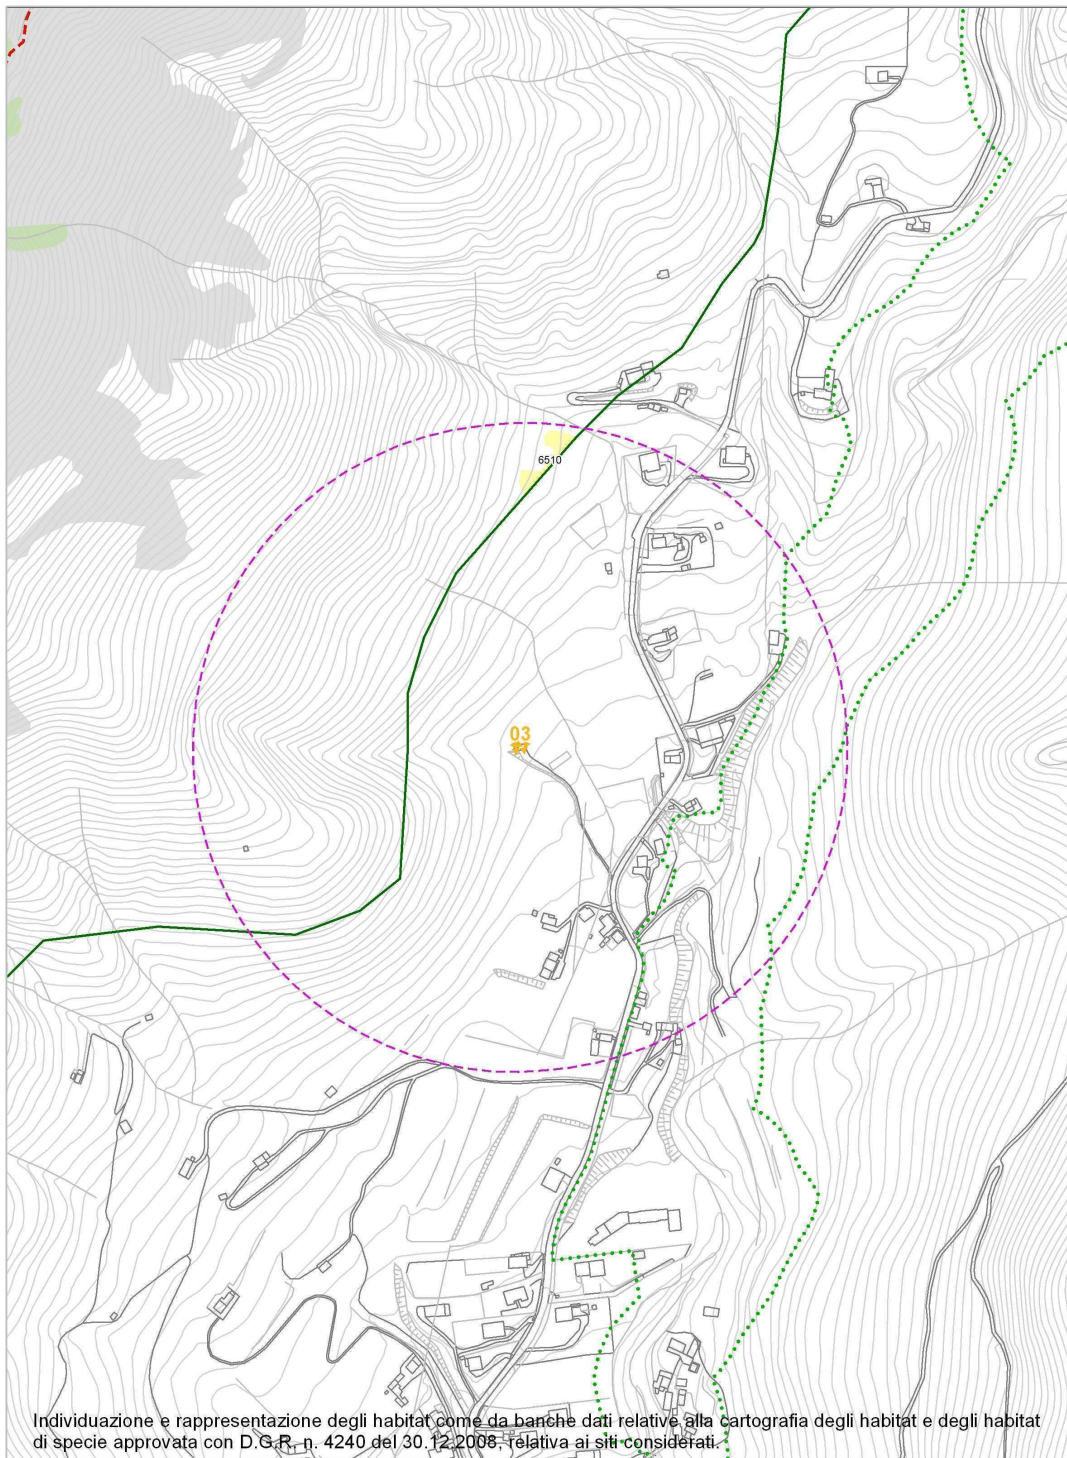 6510
03
Individuazione e rappresentazione degli habitat come da banche dati relative alla cartografia degli habitat e degli habitat
di specie approvata con D.G.R. n. 4240 del 30.12.2008, relativa ai siti considerati.